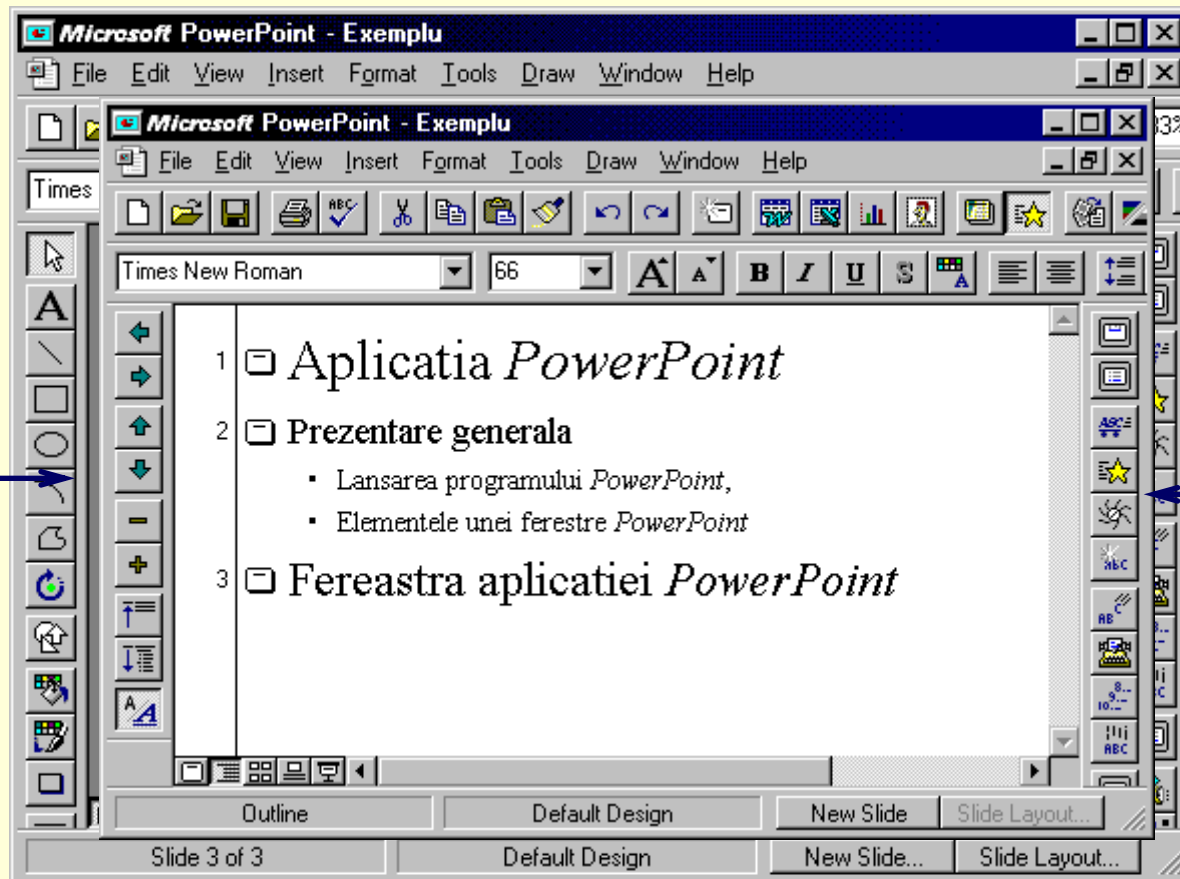 Microsoft PowerPoint - Exemplu
File Edit View Insert Format Tools Draw Window Help
33%
Times
Microsoft PowerPoint - Exemplu
File Edit View Insert Format Tools Draw Window Help
ABC
Times New Roman 66 A A B I U S A
1 Aplicatia PowerPoint
2 Prezentare generala
▪ Lansarea programului PowerPoint,
▪ Elementele unei ferestre PowerPoint
3 Fereastra aplicatiei PowerPoint
Outline Default Design New Slide Slide Layout...
Slide 3 of 3 Default Design New Slide... Slide Layout...